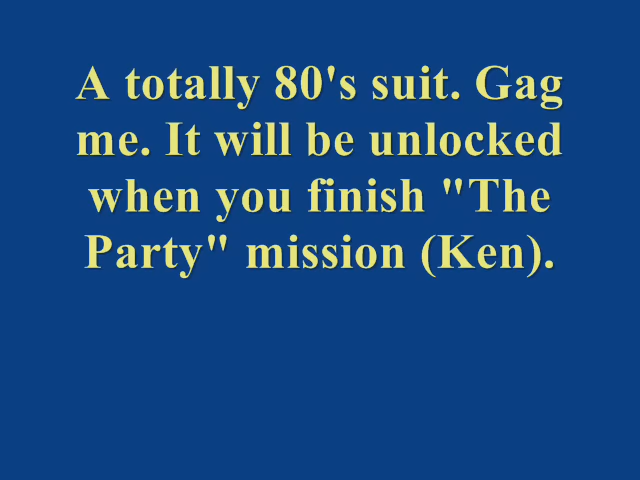 A totally 80's suit. Gag
me. It will be unlocked
when you finish "The
Party" mission (Ken).